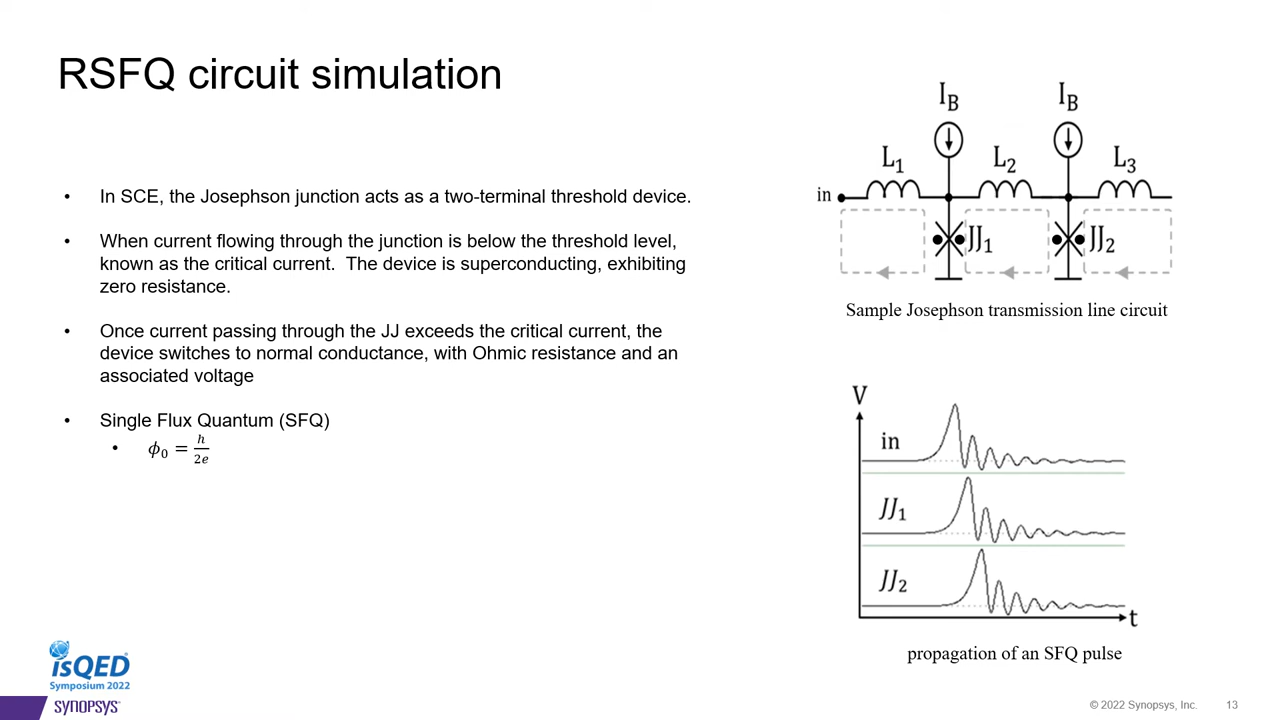 RSFQ circuit simulation
• In SCE, the Josephson junction acts as a two-terminal threshold device.
• When current flowing through the junction is below the threshold level,
known as the critical current.  The device is superconducting, exhibiting
zero resistance.
• Once current passing through the JJ exceeds the critical current, the
device switches to normal conductance, with Ohmic resistance and an
associated voltage
• Single Flux Quantum (SFQ)
• ϕ₀ = h/2e
I_B I_B
L₁ L₂ L₃
in
JJ₁ JJ₂
Sample Josephson transmission line circuit
V
in
JJ₁
JJ₂
t
propagation of an SFQ pulse
isQED
Symposium 2022
SYNOPSYS
© 2022 Synopsys, Inc. 13